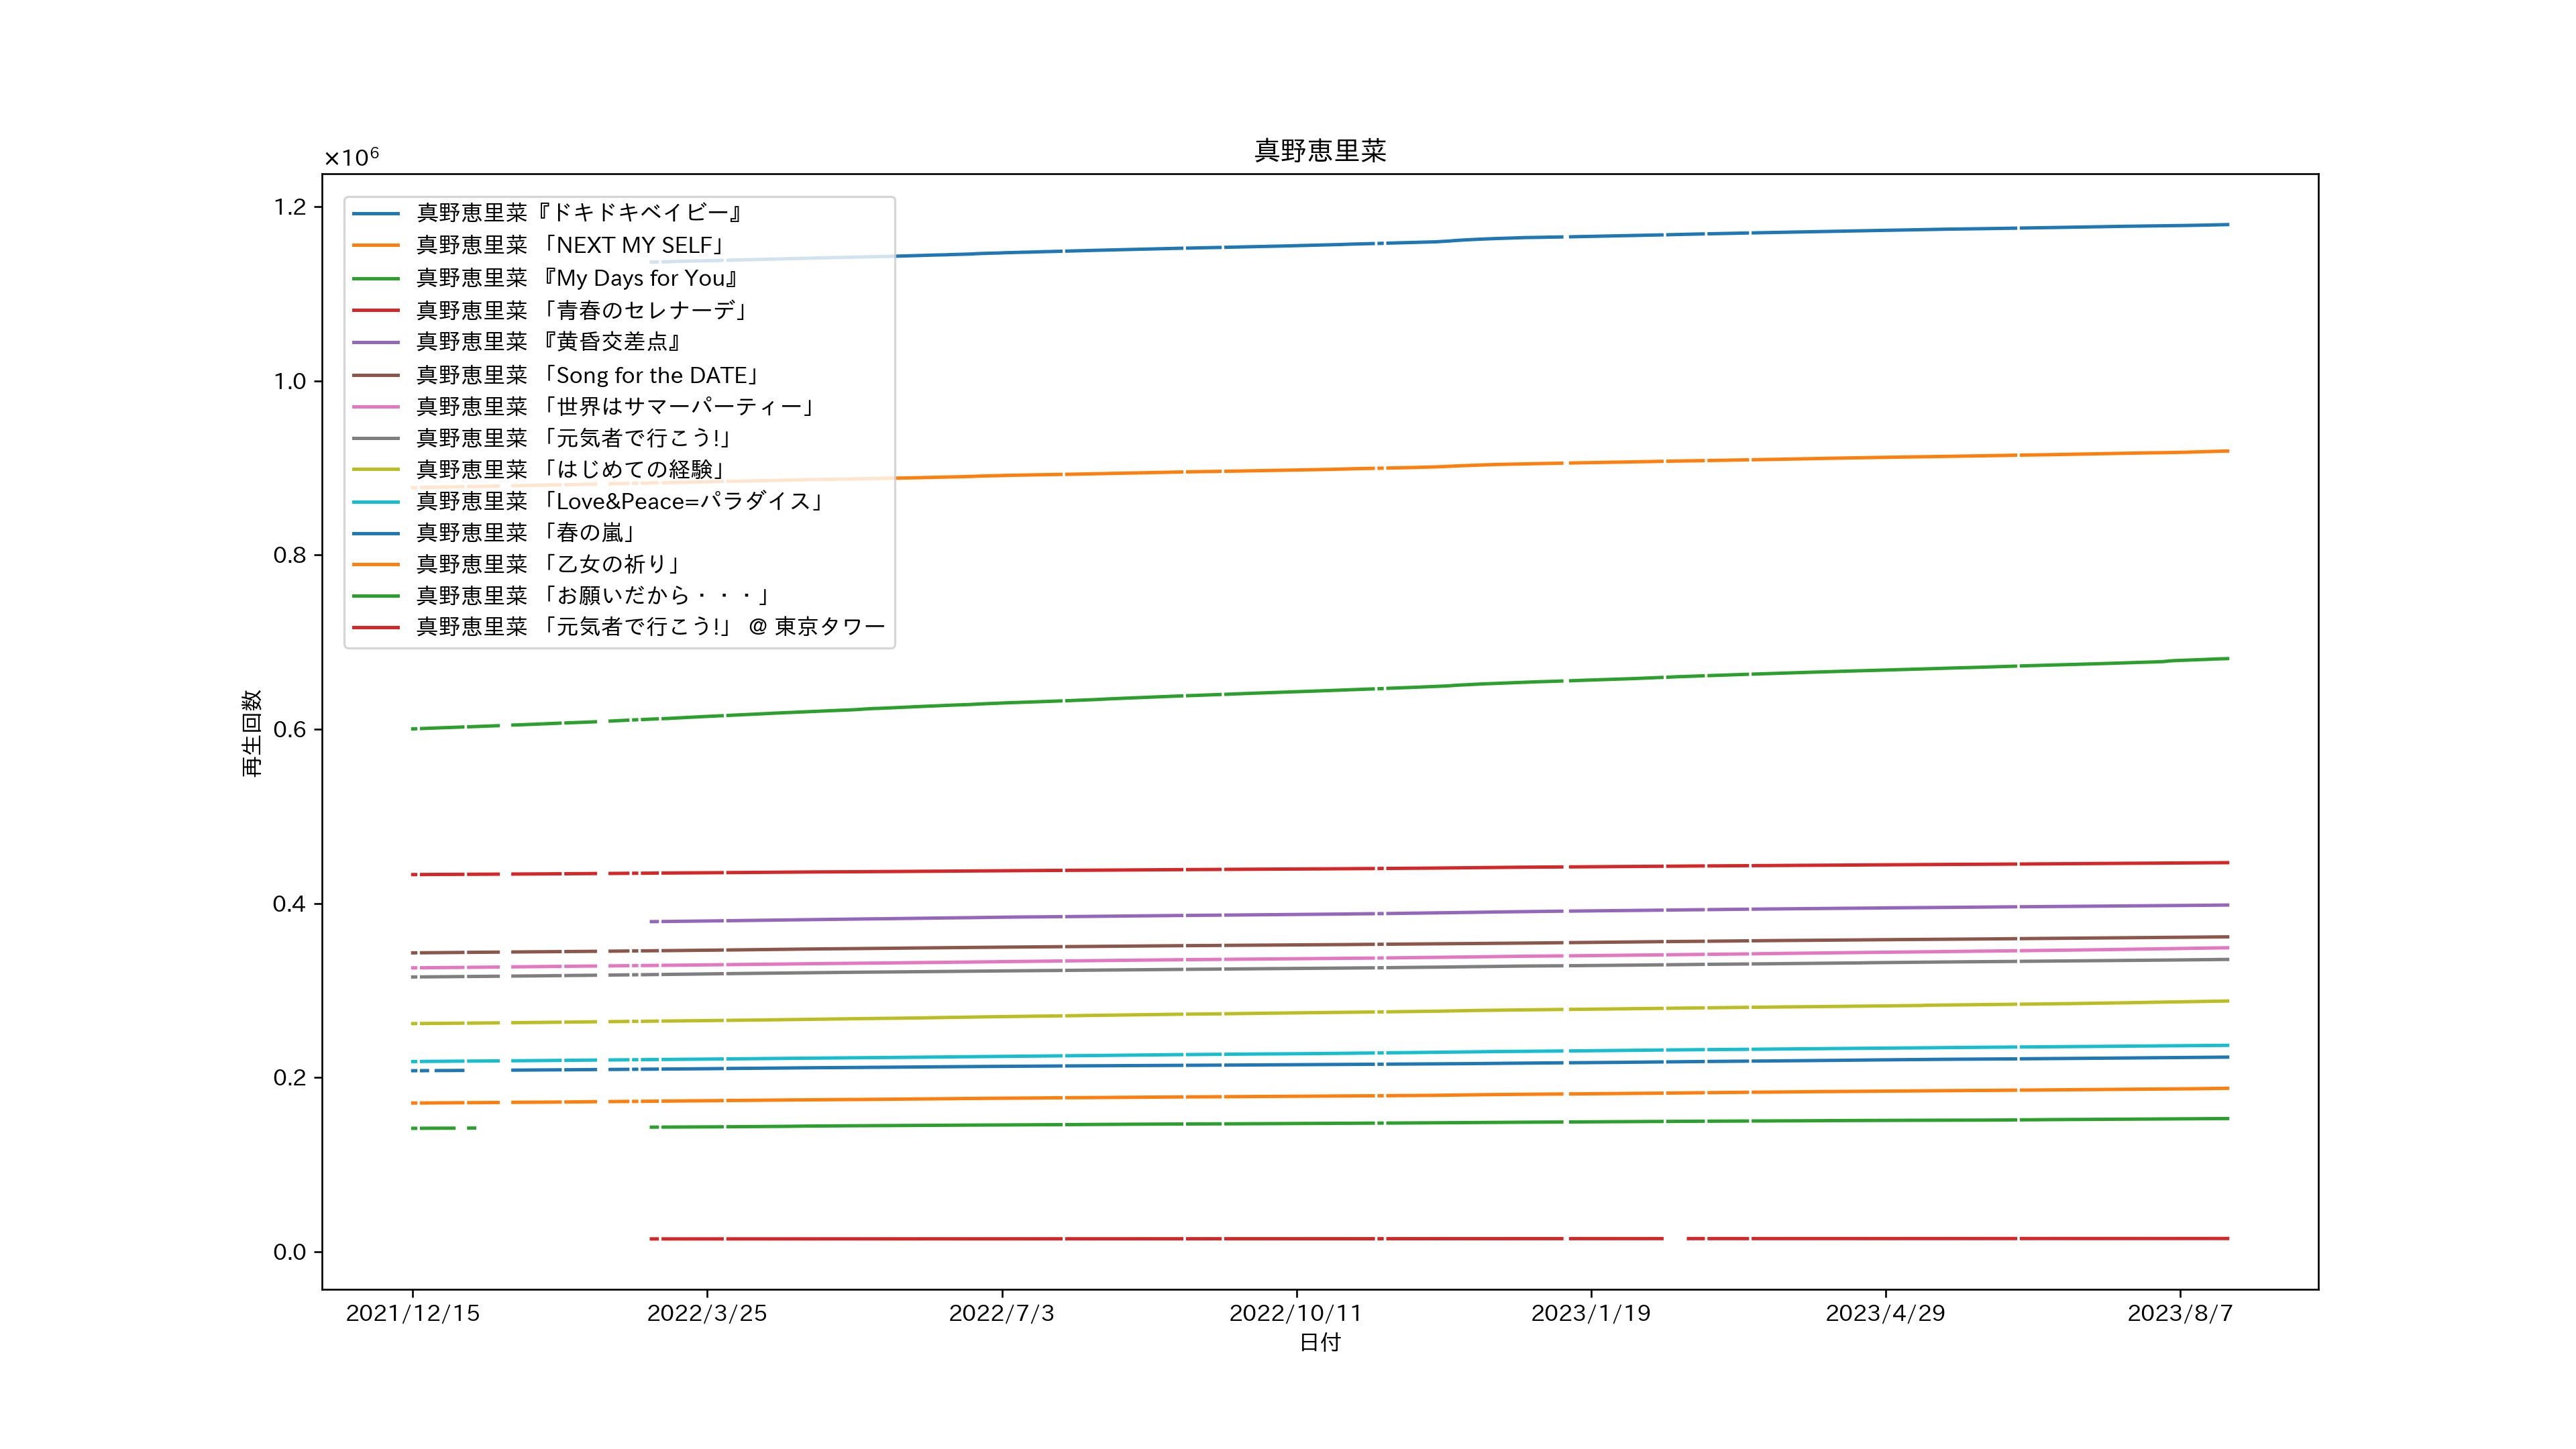 真野恵里菜
×10⁶
1.2
1.0
0.8
0.6
0.4
0.2
0.0
再生回数
真野恵里菜『ドキドキベイビー』
真野恵里菜 「NEXT MY SELF」
真野恵里菜 『My Days for You』
真野恵里菜 「青春のセレナーデ」
真野恵里菜 『黄昏交差点』
真野恵里菜 「Song for the DATE」
真野恵里菜 「世界はサマーパーティー」
真野恵里菜 「元気者で行こう!」
真野恵里菜 「はじめての経験」
真野恵里菜 「Love&Peace=パラダイス」
真野恵里菜 「春の嵐」
真野恵里菜 「乙女の祈り」
真野恵里菜 「お願いだから・・・」
真野恵里菜 「元気者で行こう!」 @ 東京タワー
2021/12/15 2022/3/25 2022/7/3 2022/10/11 2023/1/19 2023/4/29 2023/8/7
日付